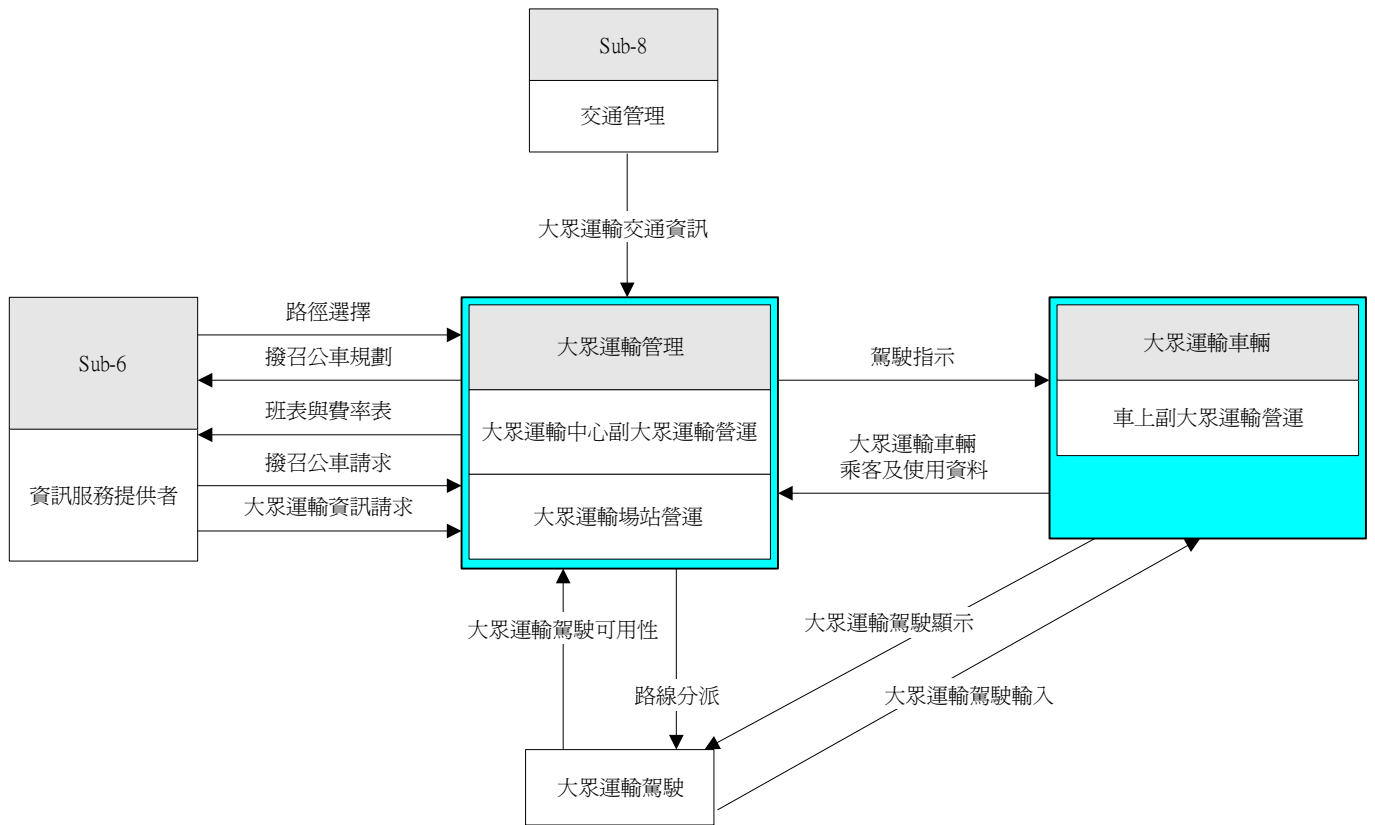 Sub-8
交通管理
大眾運輸交通資訊
Sub-6
資訊服務提供者
路徑選擇
撥召公車規劃
班表與費率表
撥召公車請求
大眾運輸資訊請求
大眾運輸管理
大眾運輸中心副大眾運輸營運
大眾運輸場站營運
駕駛指示
大眾運輸車輛
乘客及使用資料
大眾運輸車輛
車上副大眾運輸營運
大眾運輸駕駛可用性
路線分派
大眾運輸駕駛顯示
大眾運輸駕駛輸入
大眾運輸駕駛